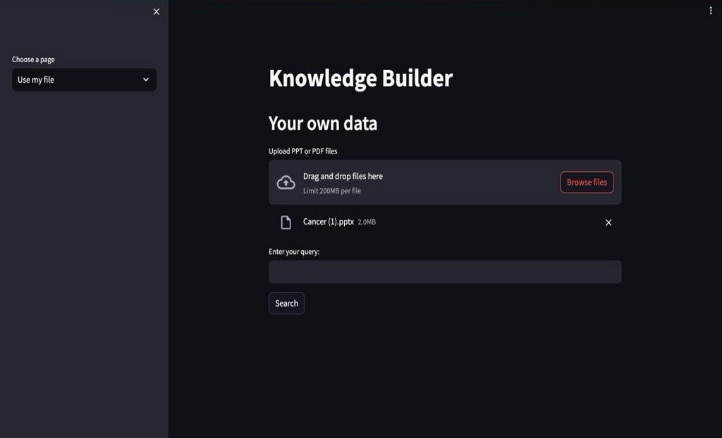 Choose a page
Use my file
Knowledge Builder
Your own data
Upload PPT or PDF files
Drag and drop files here
Limit 200MB per file
Browse files
Cancer (1).pptx 2.0MB
Enter your query:
Search